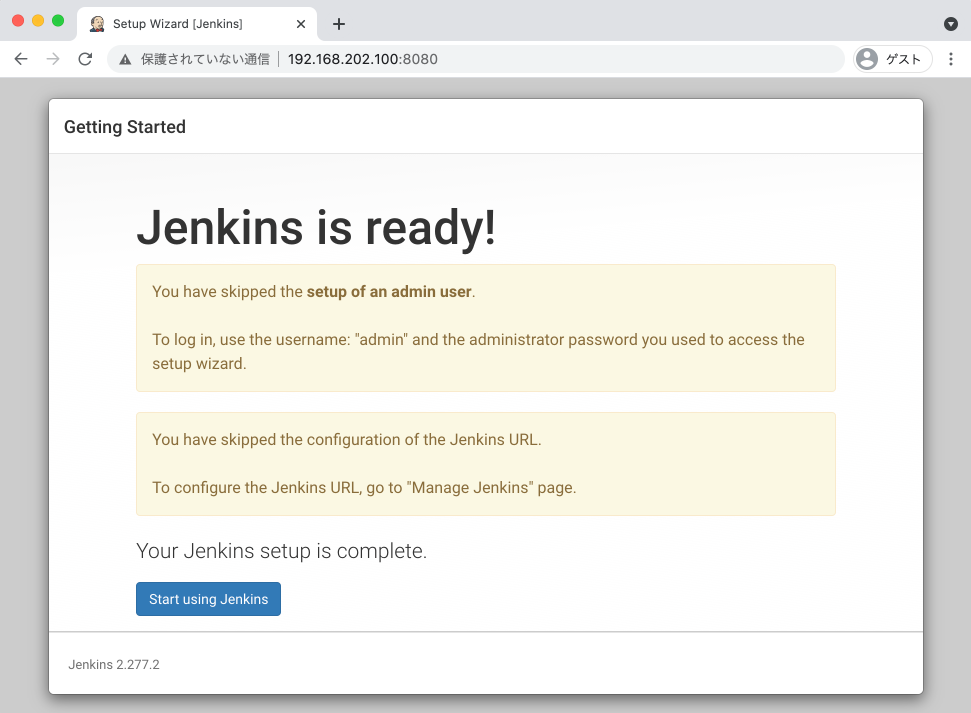 Setup Wizard [Jenkins]
保護されていない通信
192.168.202.100:8080
ゲスト
Getting Started
Jenkins is ready!
You have skipped the setup of an admin user.
To log in, use the username: "admin" and the administrator password you used to access the
setup wizard.
You have skipped the configuration of the Jenkins URL.
To configure the Jenkins URL, go to "Manage Jenkins" page.
Your Jenkins setup is complete.
Start using Jenkins
Jenkins 2.277.2